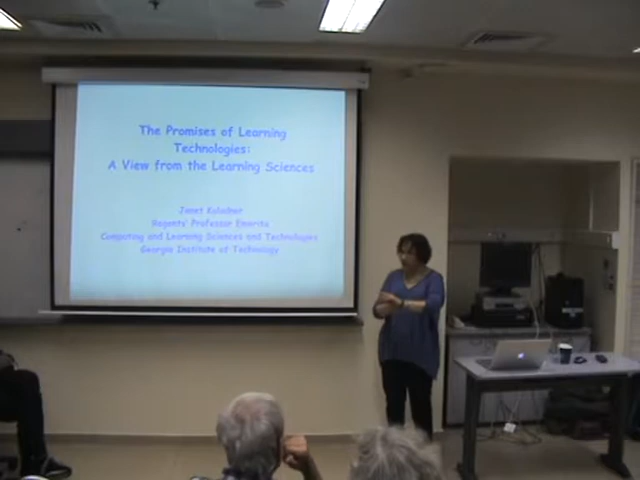 The Promises of Learning
Technologies:
A View from the Learning Sciences
Janet Kolodner
Regents' Professor Emerita
Computing and Learning Sciences and Technologies
Georgia Institute of Technology